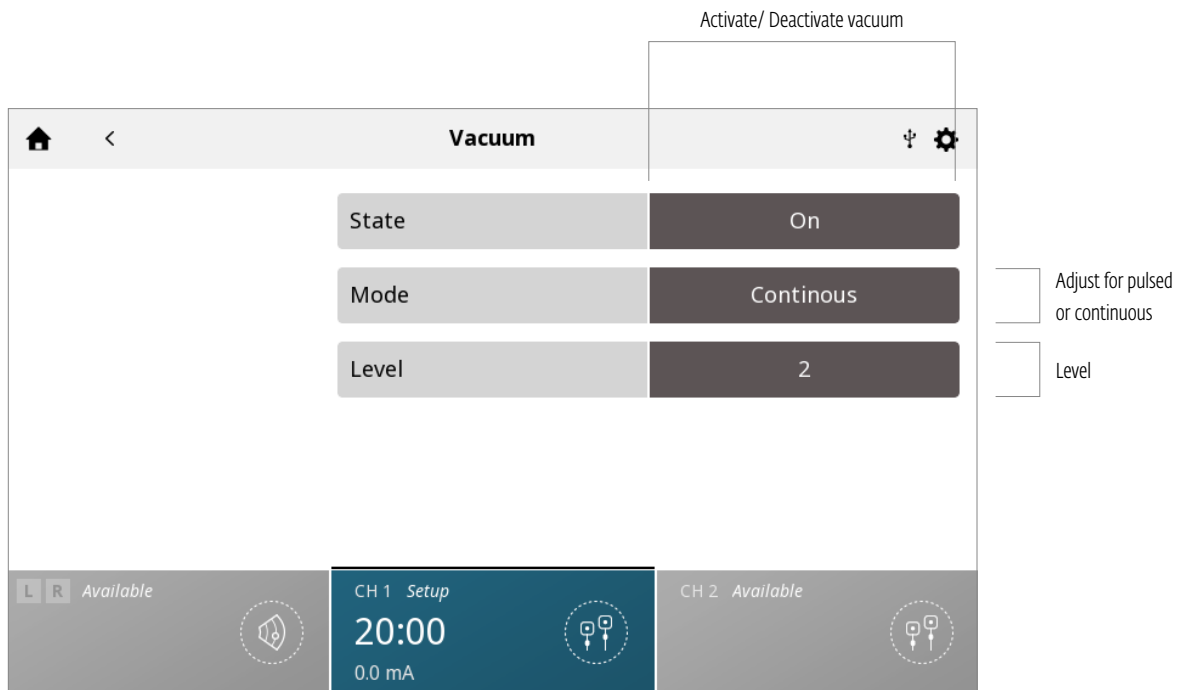 Activate/ Deactivate vacuum
Vacuum
State
On
Mode
Continous
Adjust for pulsed
or continuous
Level
2
Level
L R Available
CH 1 Setup
20:00
0.0 mA
CH 2 Available